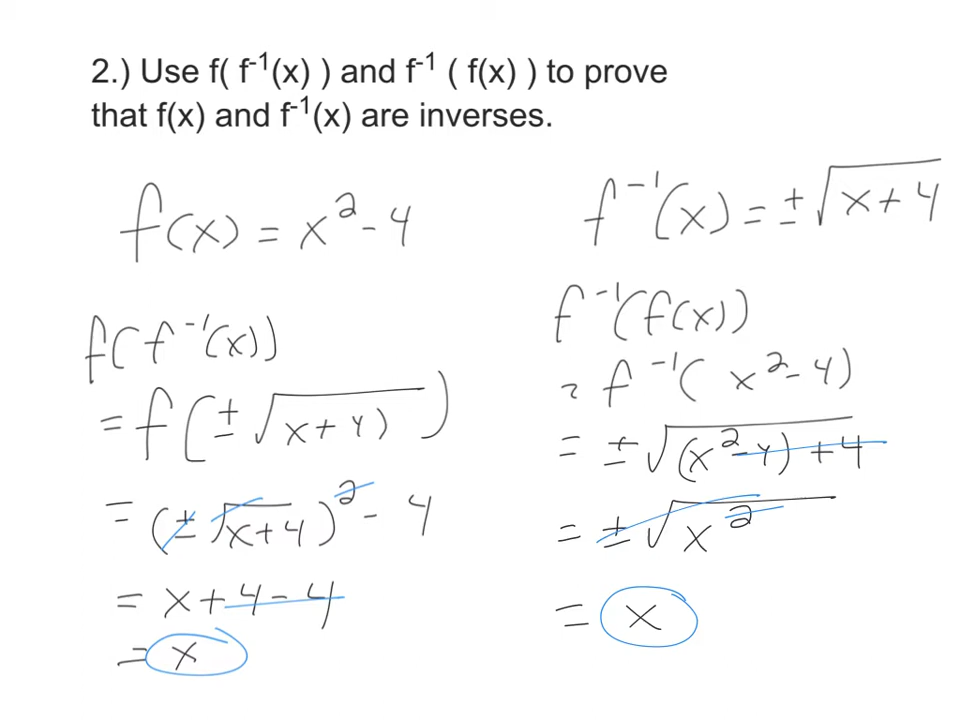 2.) Use f( f⁻¹(x) ) and f⁻¹ ( f(x) ) to prove
that f(x) and f⁻¹(x) are inverses.
f(x) = x² - 4
f(f⁻¹(x))
= f(± √x+4) )
= (± √x+4)² - 4
= x + 4 - 4
= x
f⁻¹(x) = ± √x+4
f⁻¹(f(x))
= f⁻¹( x² - 4)
= ± √(x² - 4) + 4
= ± √x²
= x